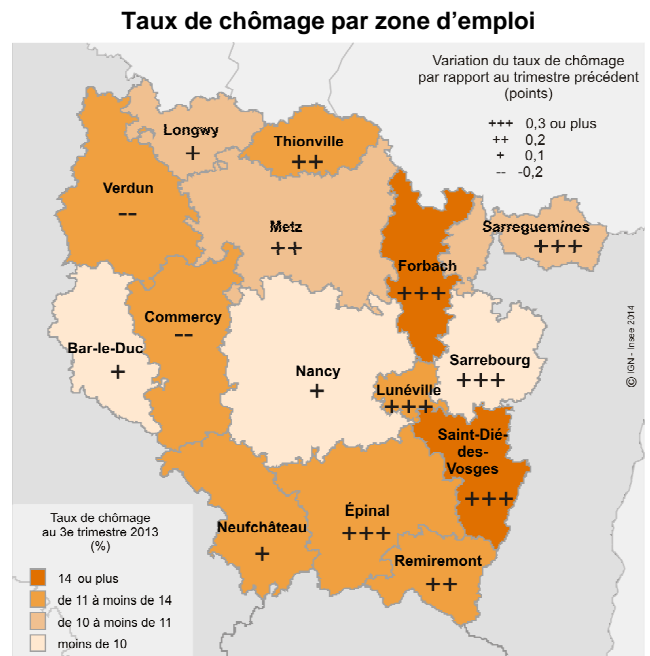 Taux de chômage par zone d’emploi
Variation du taux de chômage
par rapport au trimestre précédent
(points)
+++ 0,3 ou plus
++ 0,2
+ 0,1
-- -0,2
Longwy
+
Thionville
++
Verdun
--
Metz
++
Sarreguemines
+++
Forbach
+++
Commercy
--
Bar-le-Duc
+
Nancy
+
Sarrebourg
+++
Lunéville
+++
Saint-Dié-
des-
Vosges
+++
Épinal
+++
Neufchâteau
+
Remiremont
++
© IGN - Insee 2014
Taux de chômage
au 3e trimestre 2013
(%)
14 ou plus
de 11 à moins de 14
de 10 à moins de 11
moins de 10